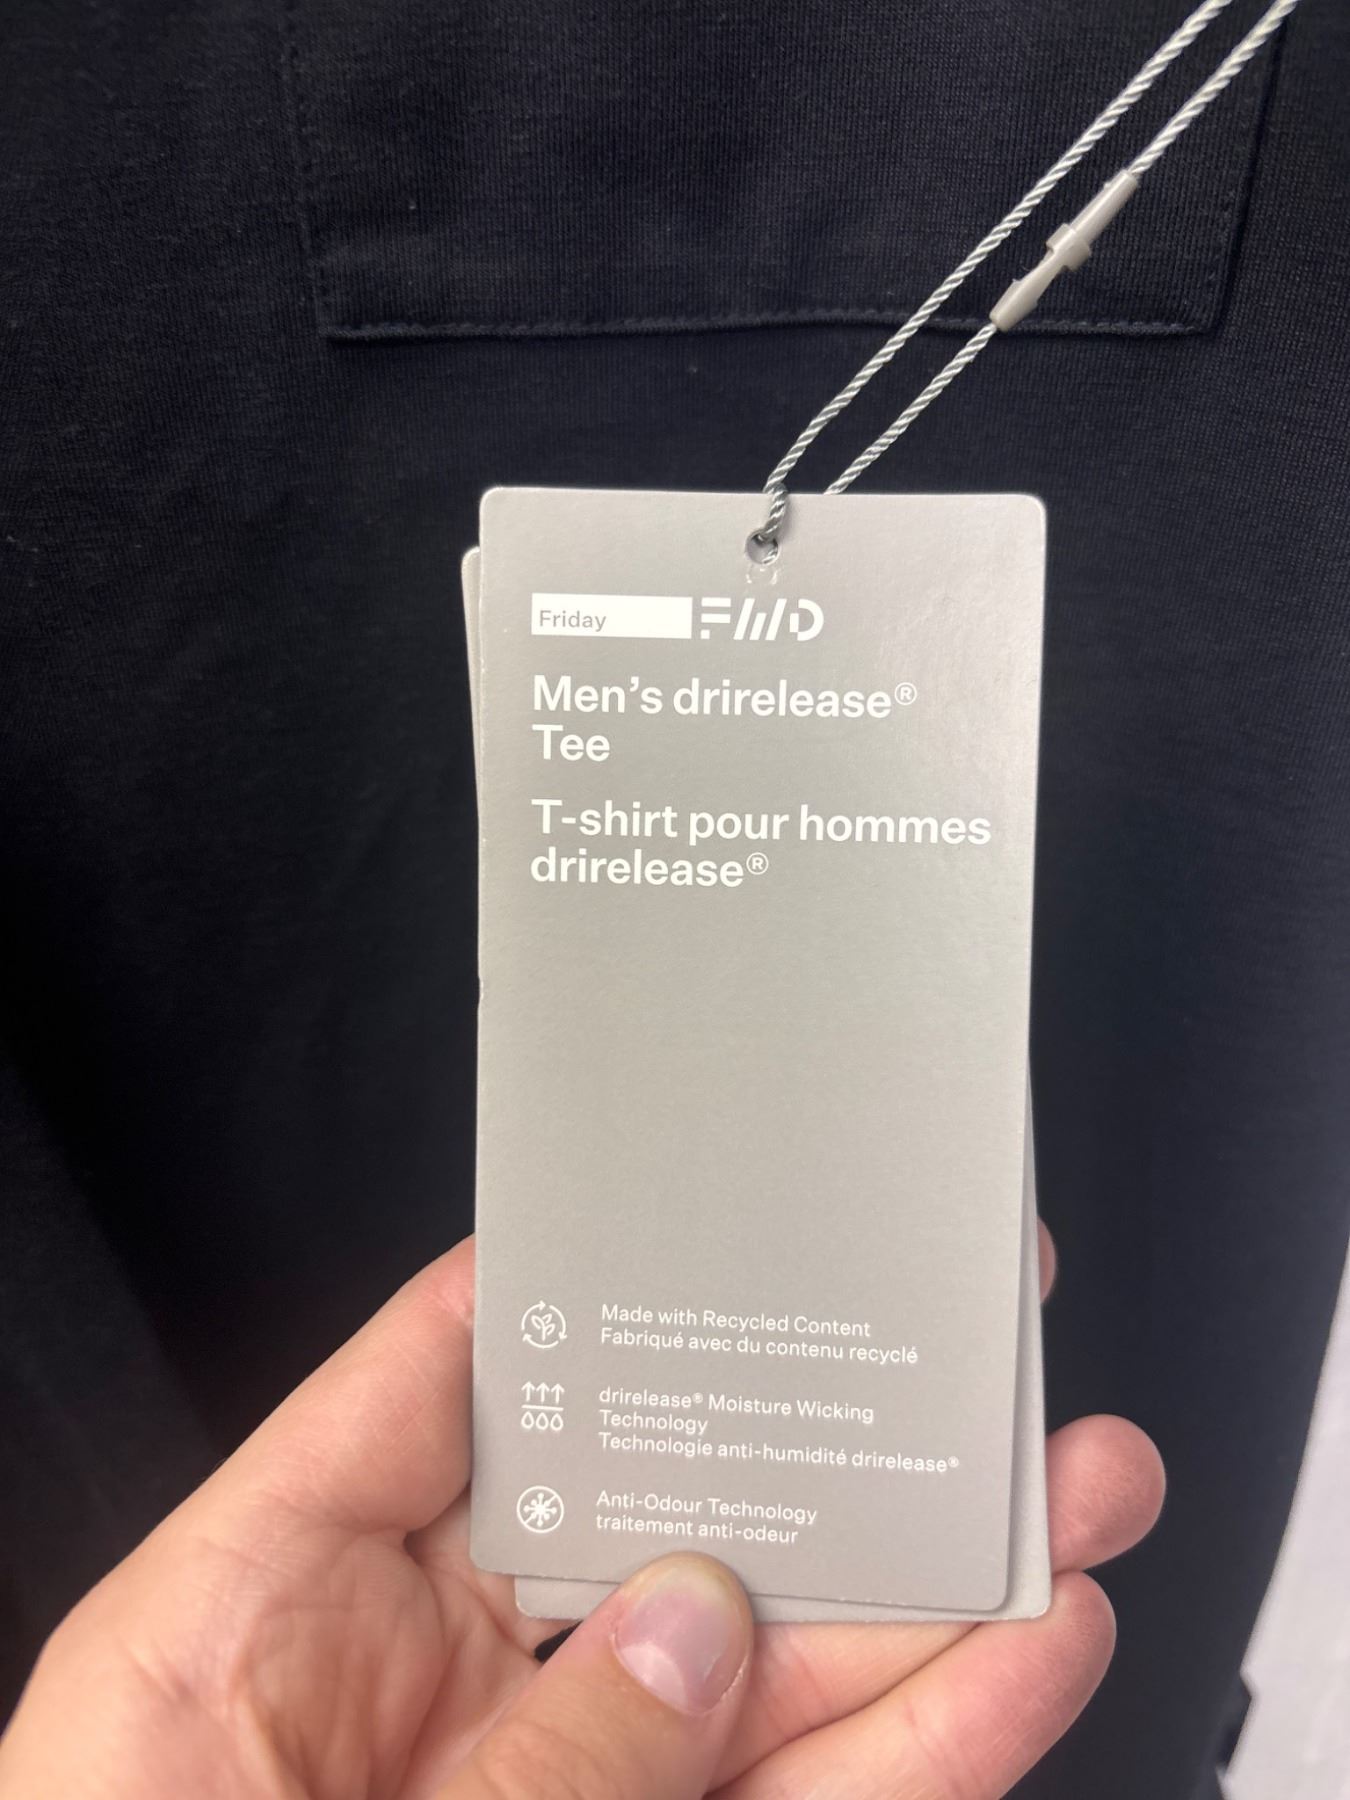 Friday FWD
Men's drirelease®
Tee
T-shirt pour hommes
drirelease®
Made with Recycled Content
Fabriqué avec du contenu recyclé
drirelease® Moisture Wicking
Technology
Technologie anti-humidité drirelease®
Anti-Odour Technology
traitement anti-odeur